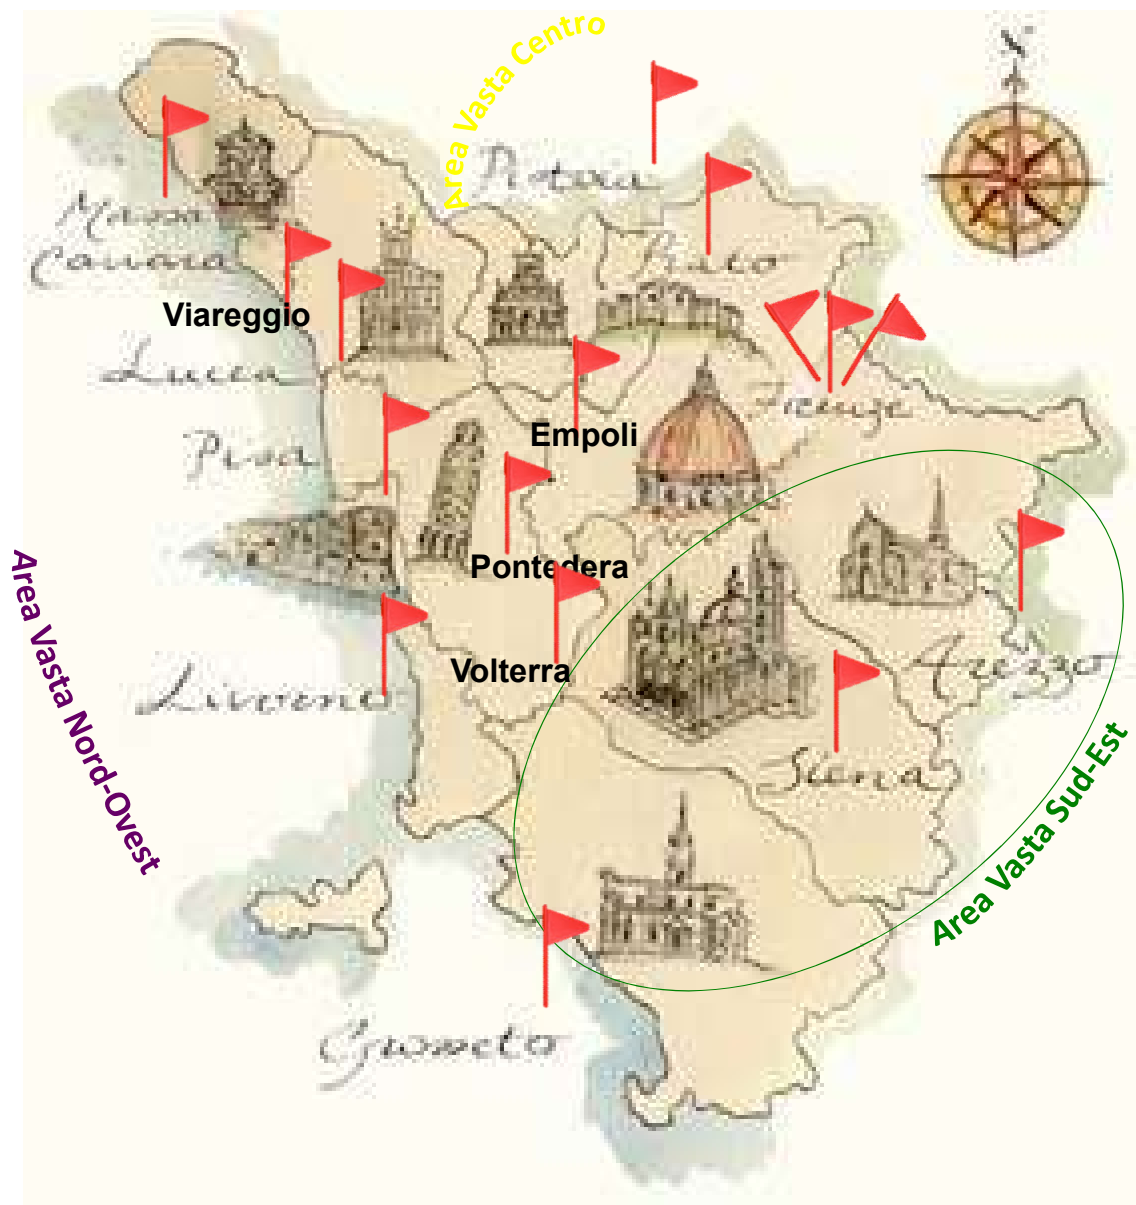 N
Area Vasta Centro
Pistoia
Massa
Carrara
Prato
Viareggio
Lucca
Firenze
Empoli
Pisa
Pontedera
Volterra
Arezzo
Livorno
Siena
Area Vasta Nord-Ovest
Area Vasta Sud-Est
Grosseto